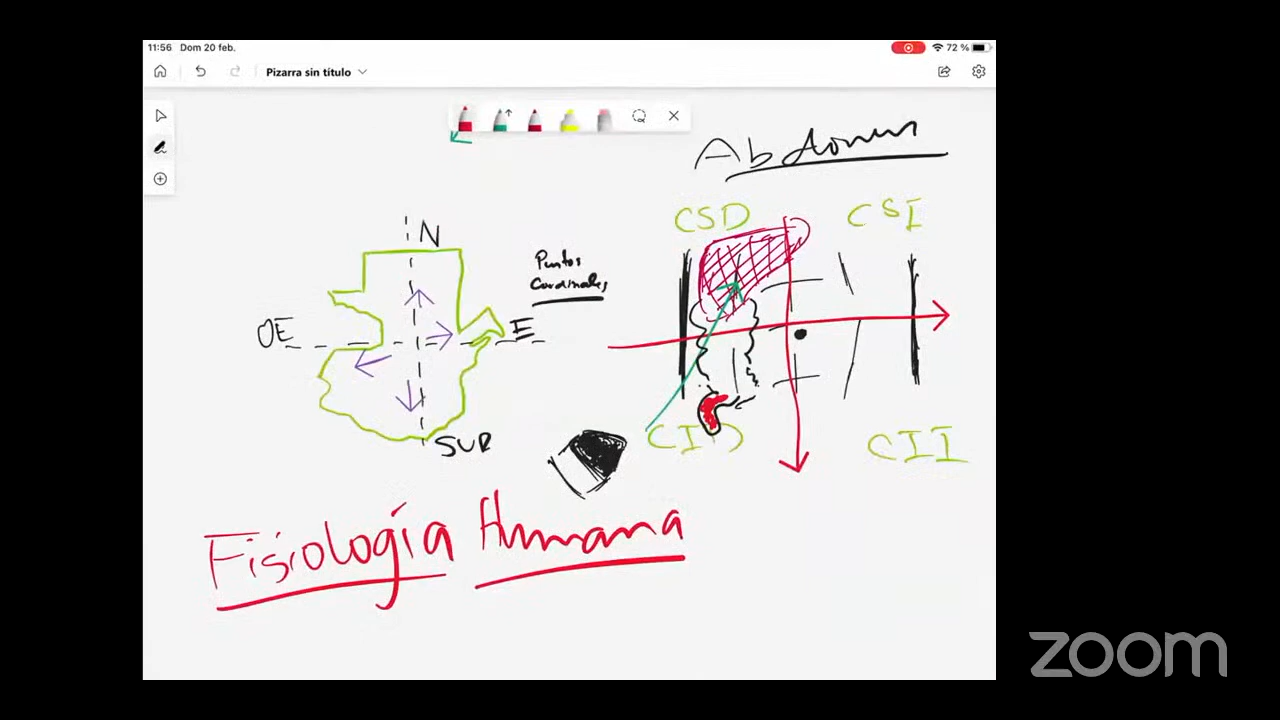 11:56 Dom 20 feb.
72 %
Pizarra sin título
Abdomen
CSD
CSI
N
Puntos
Cardinales
OE
E
SUR
CID
CII
Fisiología Humana
zoom